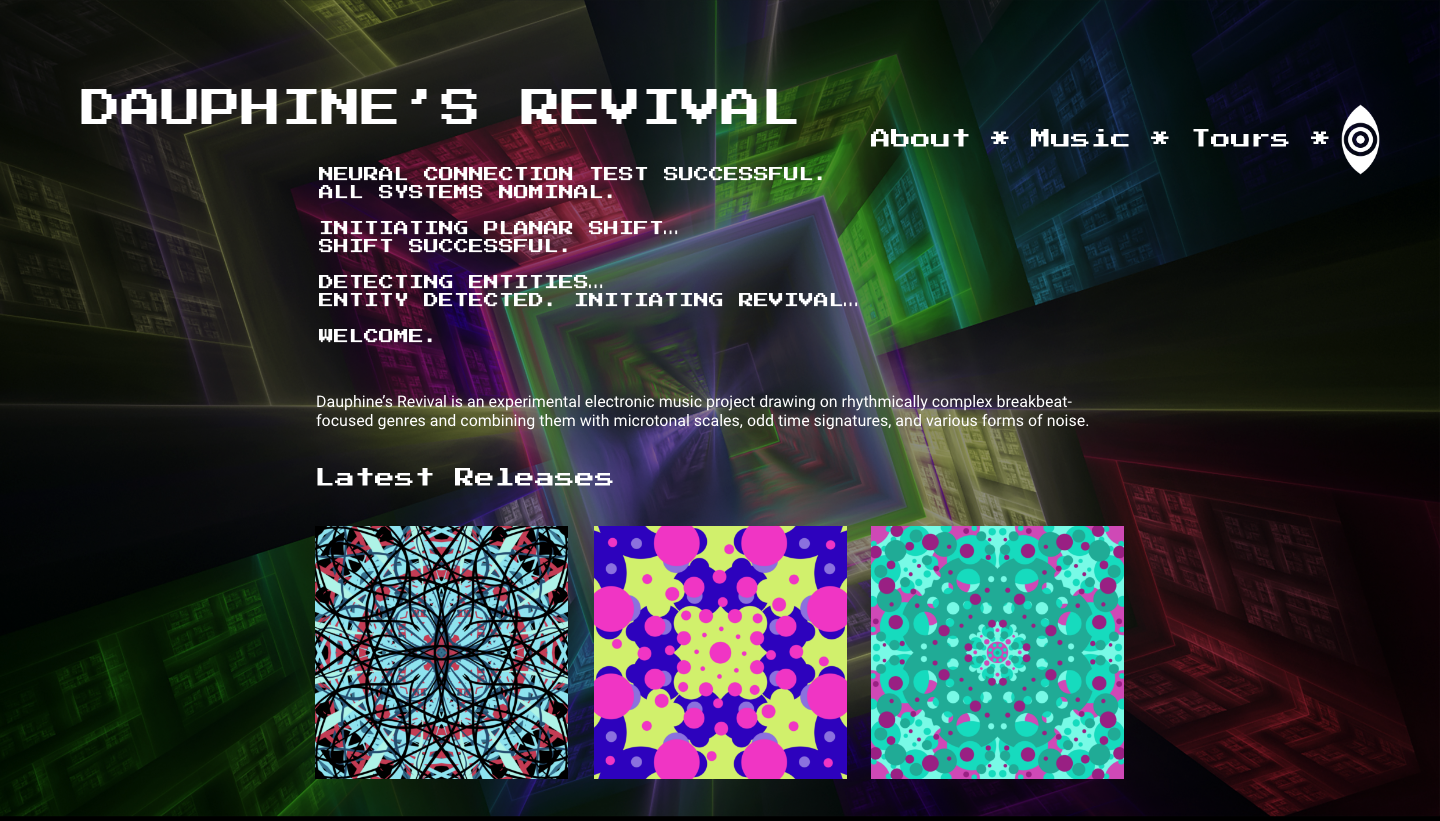 DAUPHINE'S REVIVAL
About * Music * Tours *
NEURAL CONNECTION TEST SUCCESSFUL.
ALL SYSTEMS NOMINAL.
INITIATING PLANAR SHIFT…
SHIFT SUCCESSFUL.
DETECTING ENTITIES…
ENTITY DETECTED. INITIATING REVIVAL…
WELCOME.
Dauphine’s Revival is an experimental electronic music project drawing on rhythmically complex breakbeat-
focused genres and combining them with microtonal scales, odd time signatures, and various forms of noise.
Latest Releases